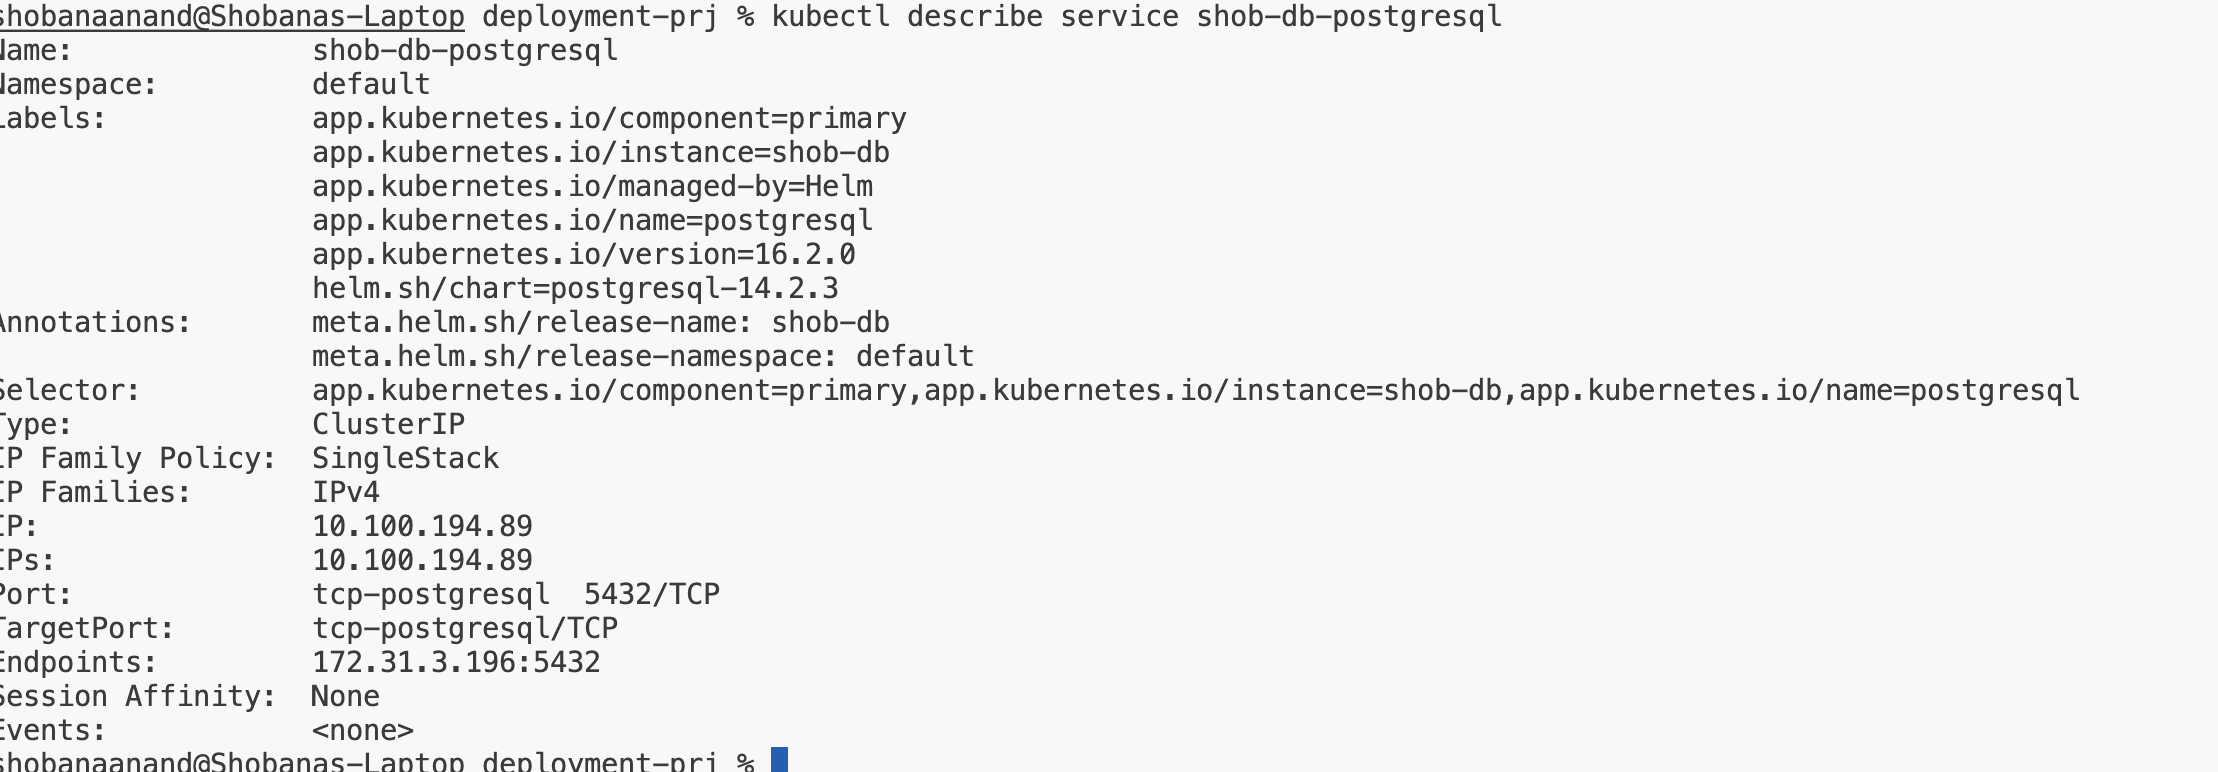 shobanaanand@Shobanas-Laptop deployment-prj % kubectl describe service shob-db-postgresql
Name: shob-db-postgresql
Namespace: default
Labels: app.kubernetes.io/component=primary
app.kubernetes.io/instance=shob-db
app.kubernetes.io/managed-by=Helm
app.kubernetes.io/name=postgresql
app.kubernetes.io/version=16.2.0
helm.sh/chart=postgresql-14.2.3
Annotations: meta.helm.sh/release-name: shob-db
meta.helm.sh/release-namespace: default
Selector: app.kubernetes.io/component=primary,app.kubernetes.io/instance=shob-db,app.kubernetes.io/name=postgresql
Type: ClusterIP
IP Family Policy: SingleStack
IP Families: IPv4
IP: 10.100.194.89
IPs: 10.100.194.89
Port: tcp-postgresql 5432/TCP
TargetPort: tcp-postgresql/TCP
Endpoints: 172.31.3.196:5432
Session Affinity: None
Events: <none>
shobanaanand@Shobanas-Laptop deployment-prj %